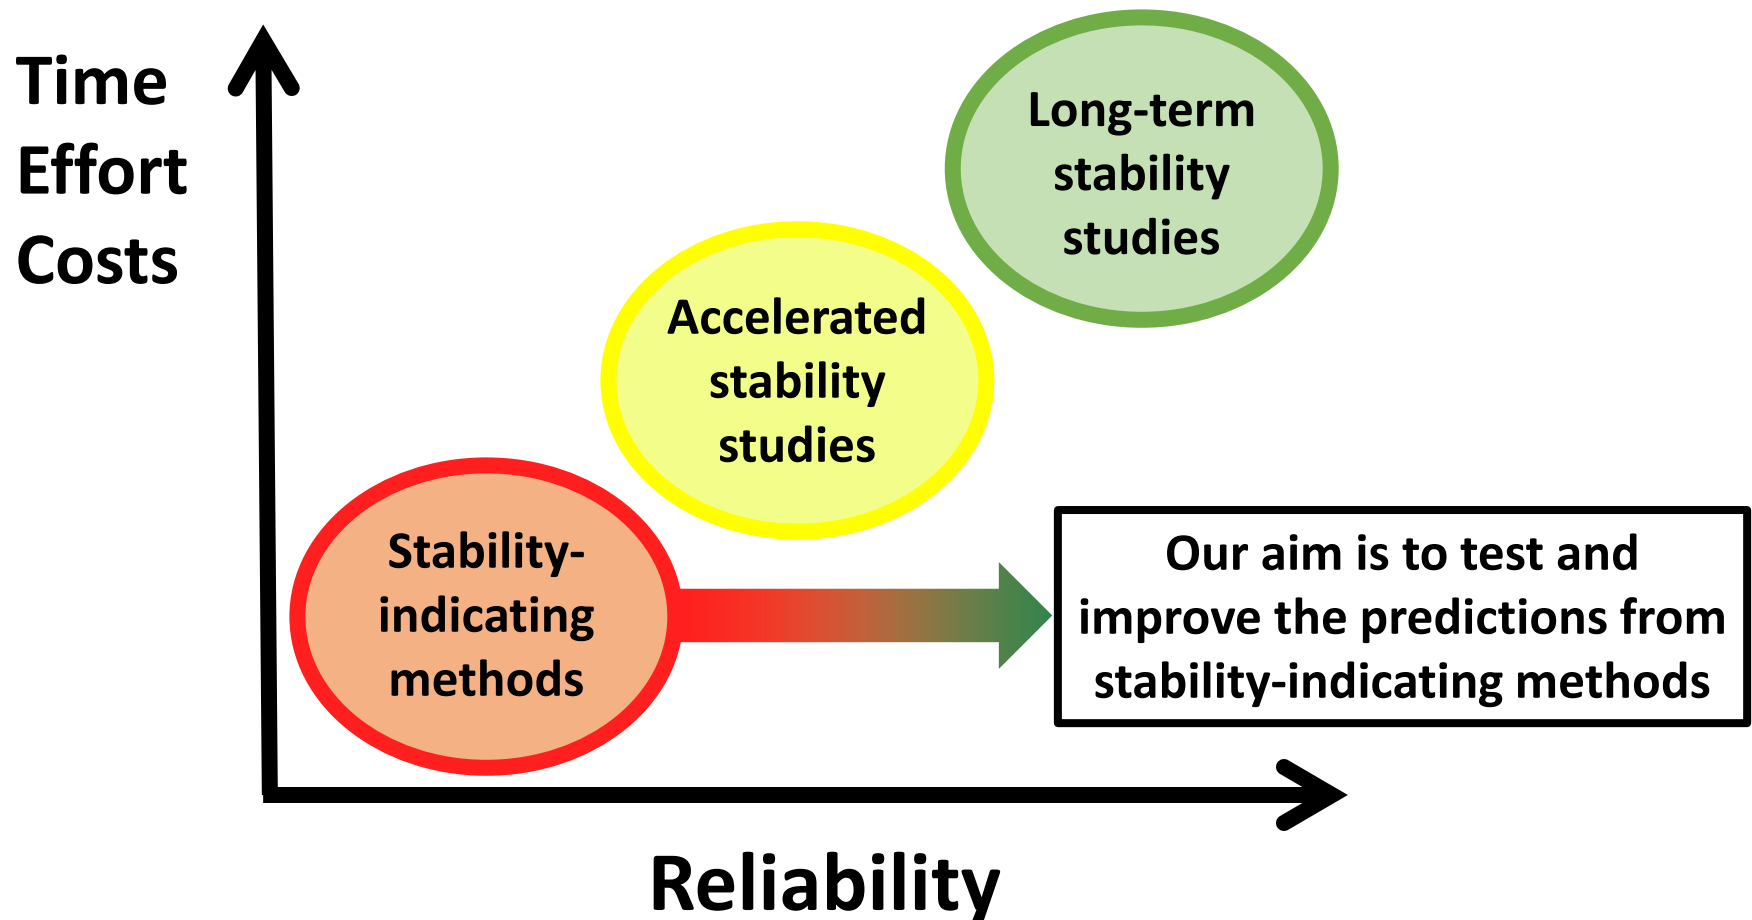 Time
Effort
Costs
Long-term
stability
studies
Accelerated
stability
studies
Stability-
indicating
methods
Our aim is to test and
improve the predictions from
stability-indicating methods
Reliability